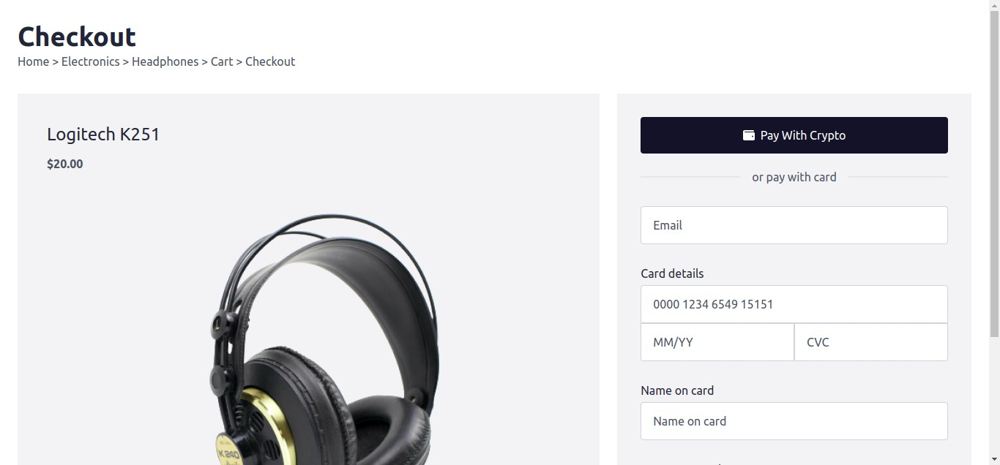 Checkout
Home > Electronics > Headphones > Cart > Checkout
Logitech K251
$20.00
K 240
Pay With Crypto
or pay with card
Email
Card details
0000 1234 6549 15151
MM/YY
CVC
Name on card
Name on card